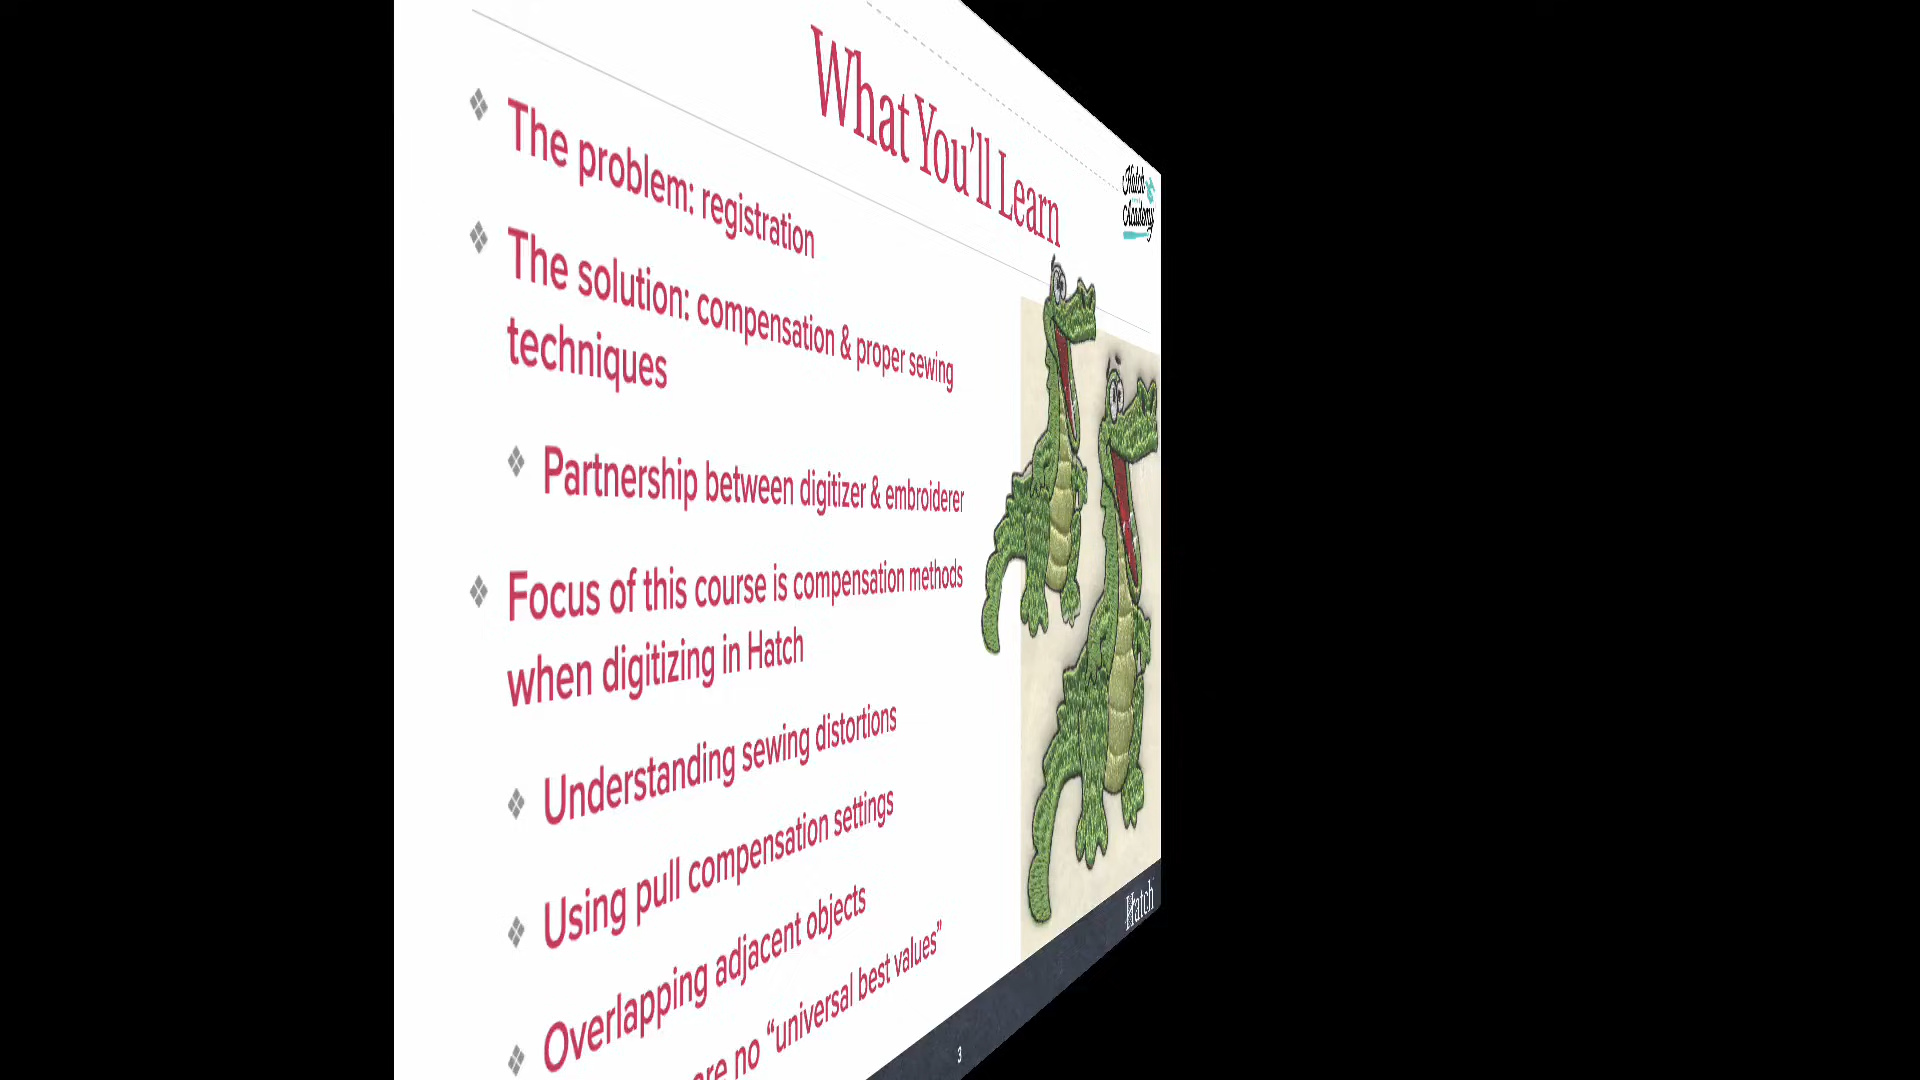 What You’ll Learn
Hatch
Academy
The problem: registration
The solution: compensation & proper sewing
techniques
Partnership between digitizer & embroiderer
Focus of this course is compensation methods
when digitizing in Hatch
Understanding sewing distortions
Using pull compensation settings
Overlapping adjacent objects
no “universal best values”
Hatch
3